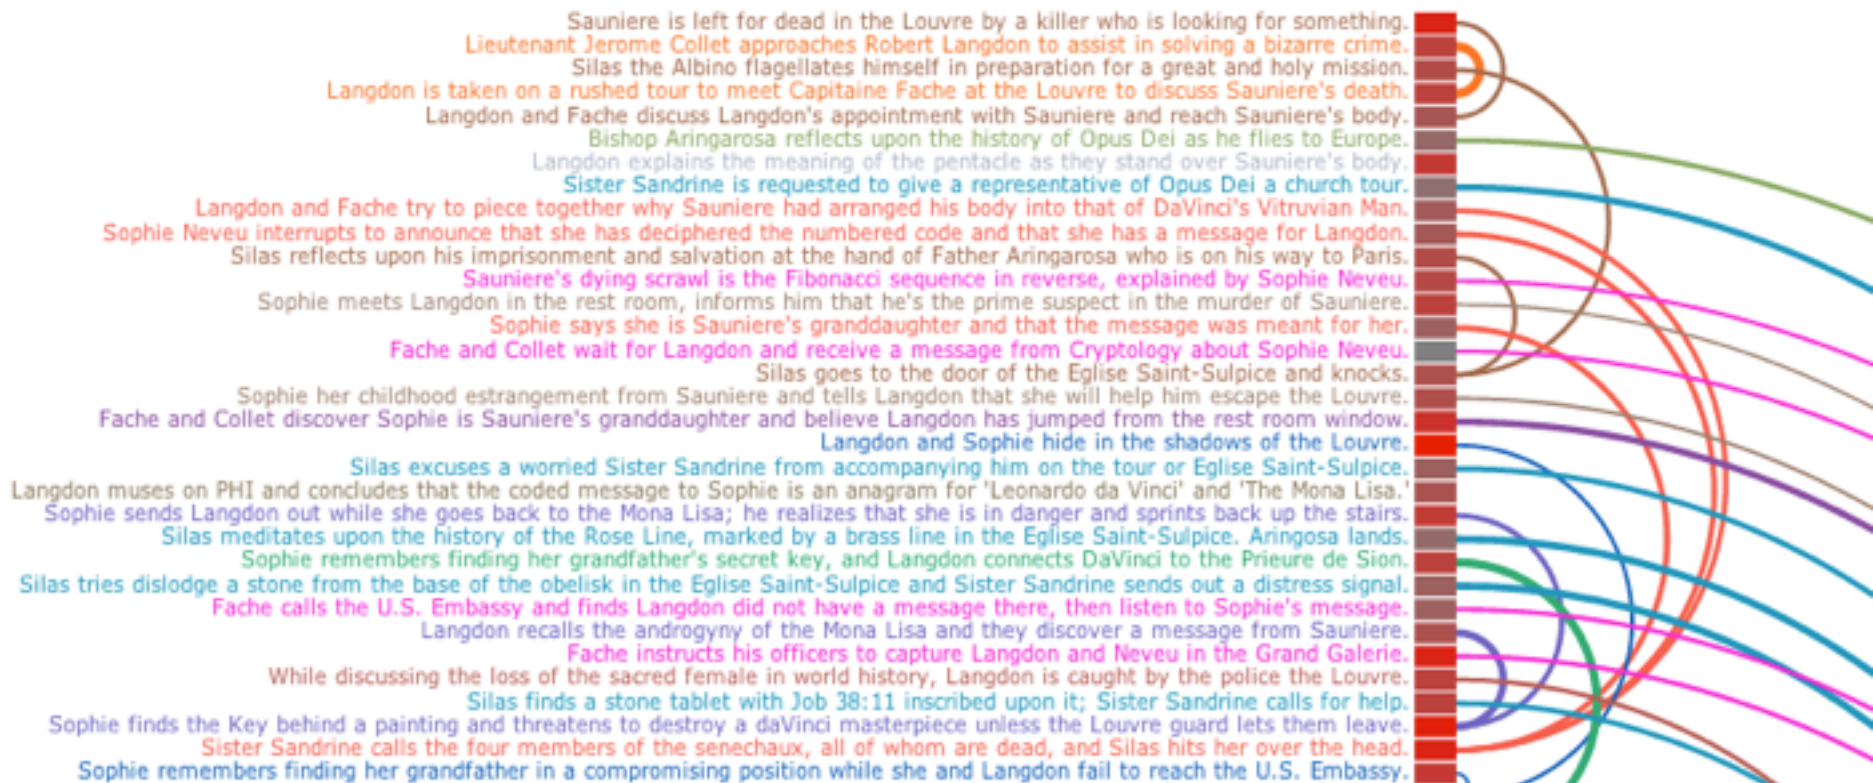 Sauniere is left for dead in the Louvre by a killer who is looking for something.
Lieutenant Jerome Collet approaches Robert Langdon to assist in solving a bizarre crime.
Silas the Albino flagellates himself in preparation for a great and holy mission.
Langdon is taken on a rushed tour to meet Capitaine Fache at the Louvre to discuss Sauniere's death.
Langdon and Fache discuss Langdon's appointment with Sauniere and reach Sauniere's body.
Bishop Aringarosa reflects upon the history of Opus Dei as he flies to Europe.
Langdon explains the meaning of the pentacle as they stand over Sauniere's body.
Sister Sandrine is requested to give a representative of Opus Dei a church tour.
Langdon and Fache try to piece together why Sauniere had arranged his body into that of DaVinci's Vitruvian Man.
Sophie Neveu interrupts to announce that she has deciphered the numbered code and that she has a message for Langdon.
Silas reflects upon his imprisonment and salvation at the hand of Father Aringarosa who is on his way to Paris.
Sauniere's dying scrawl is the Fibonacci sequence in reverse, explained by Sophie Neveu.
Sophie meets Langdon in the rest room, informs him that he's the prime suspect in the murder of Sauniere.
Sophie says she is Sauniere's granddaughter and that the message was meant for her.
Fache and Collet wait for Langdon and receive a message from Cryptology about Sophie Neveu.
Silas goes to the door of the Eglise Saint-Sulpice and knocks.
Sophie her childhood estrangement from Sauniere and tells Langdon that she will help him escape the Louvre.
Fache and Collet discover Sophie is Sauniere's granddaughter and believe Langdon has jumped from the rest room window.
Langdon and Sophie hide in the shadows of the Louvre.
Silas excuses a worried Sister Sandrine from accompanying him on the tour or Eglise Saint-Sulpice.
Langdon muses on PHI and concludes that the coded message to Sophie is an anagram for 'Leonardo da Vinci' and 'The Mona Lisa.'
Sophie sends Langdon out while she goes back to the Mona Lisa; he realizes that she is in danger and sprints back up the stairs.
Silas meditates upon the history of the Rose Line, marked by a brass line in the Eglise Saint-Sulpice. Aringosa lands.
Sophie remembers finding her grandfather's secret key, and Langdon connects DaVinci to the Prieure de Sion.
Silas tries dislodge a stone from the base of the obelisk in the Eglise Saint-Sulpice and Sister Sandrine sends out a distress signal.
Fache calls the U.S. Embassy and finds Langdon did not have a message there, then listen to Sophie's message.
Langdon recalls the androgyny of the Mona Lisa and they discover a message from Sauniere.
Fache instructs his officers to capture Langdon and Neveu in the Grand Galerie.
While discussing the loss of the sacred female in world history, Langdon is caught by the police the Louvre.
Silas finds a stone tablet with Job 38:11 inscribed upon it; Sister Sandrine calls for help.
Sophie finds the Key behind a painting and threatens to destroy a daVinci masterpiece unless the Louvre guard lets them leave.
Sister Sandrine calls the four members of the senechaux, all of whom are dead, and Silas hits her over the head.
Sophie remembers finding her grandfather in a compromising position while she and Langdon fail to reach the U.S. Embassy.